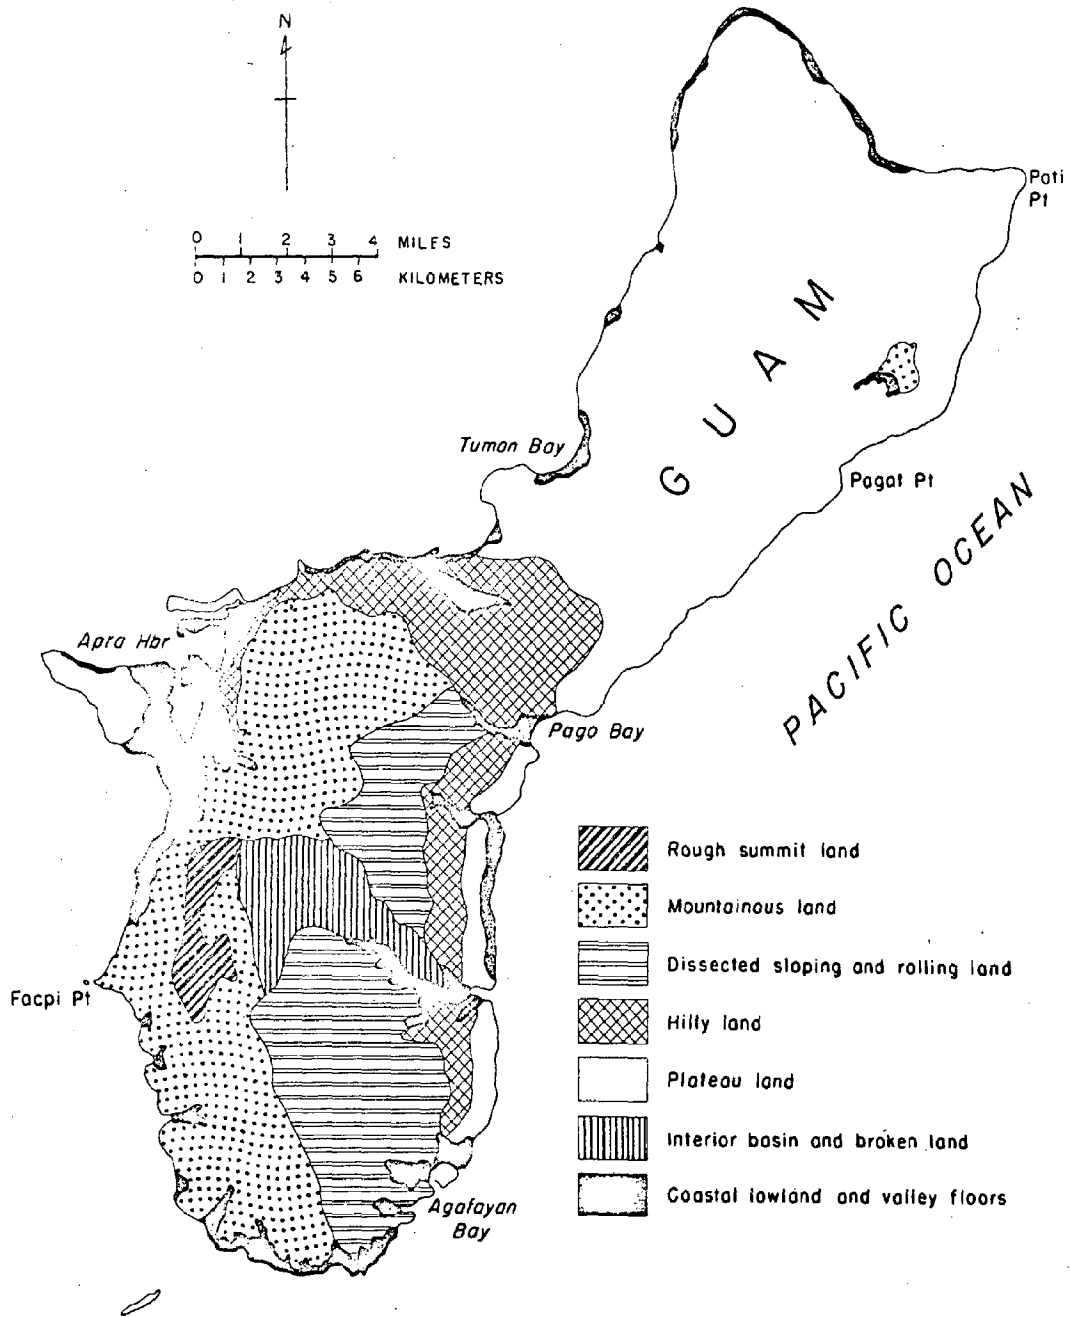 N
0 1 2 3 4 MILES
0 1 2 3 4 5 6 KILOMETERS
Pati
Pt
GUAM
Tumon Bay
Pagat Pt
PACIFIC OCEAN
Apra Hbr
Pago Bay
Facpi Pt
Agafayan
Bay
Rough summit land
Mountainous land
Dissected sloping and rolling land
Hilly land
Plateau land
Interior basin and broken land
Coastal lowland and valley floors